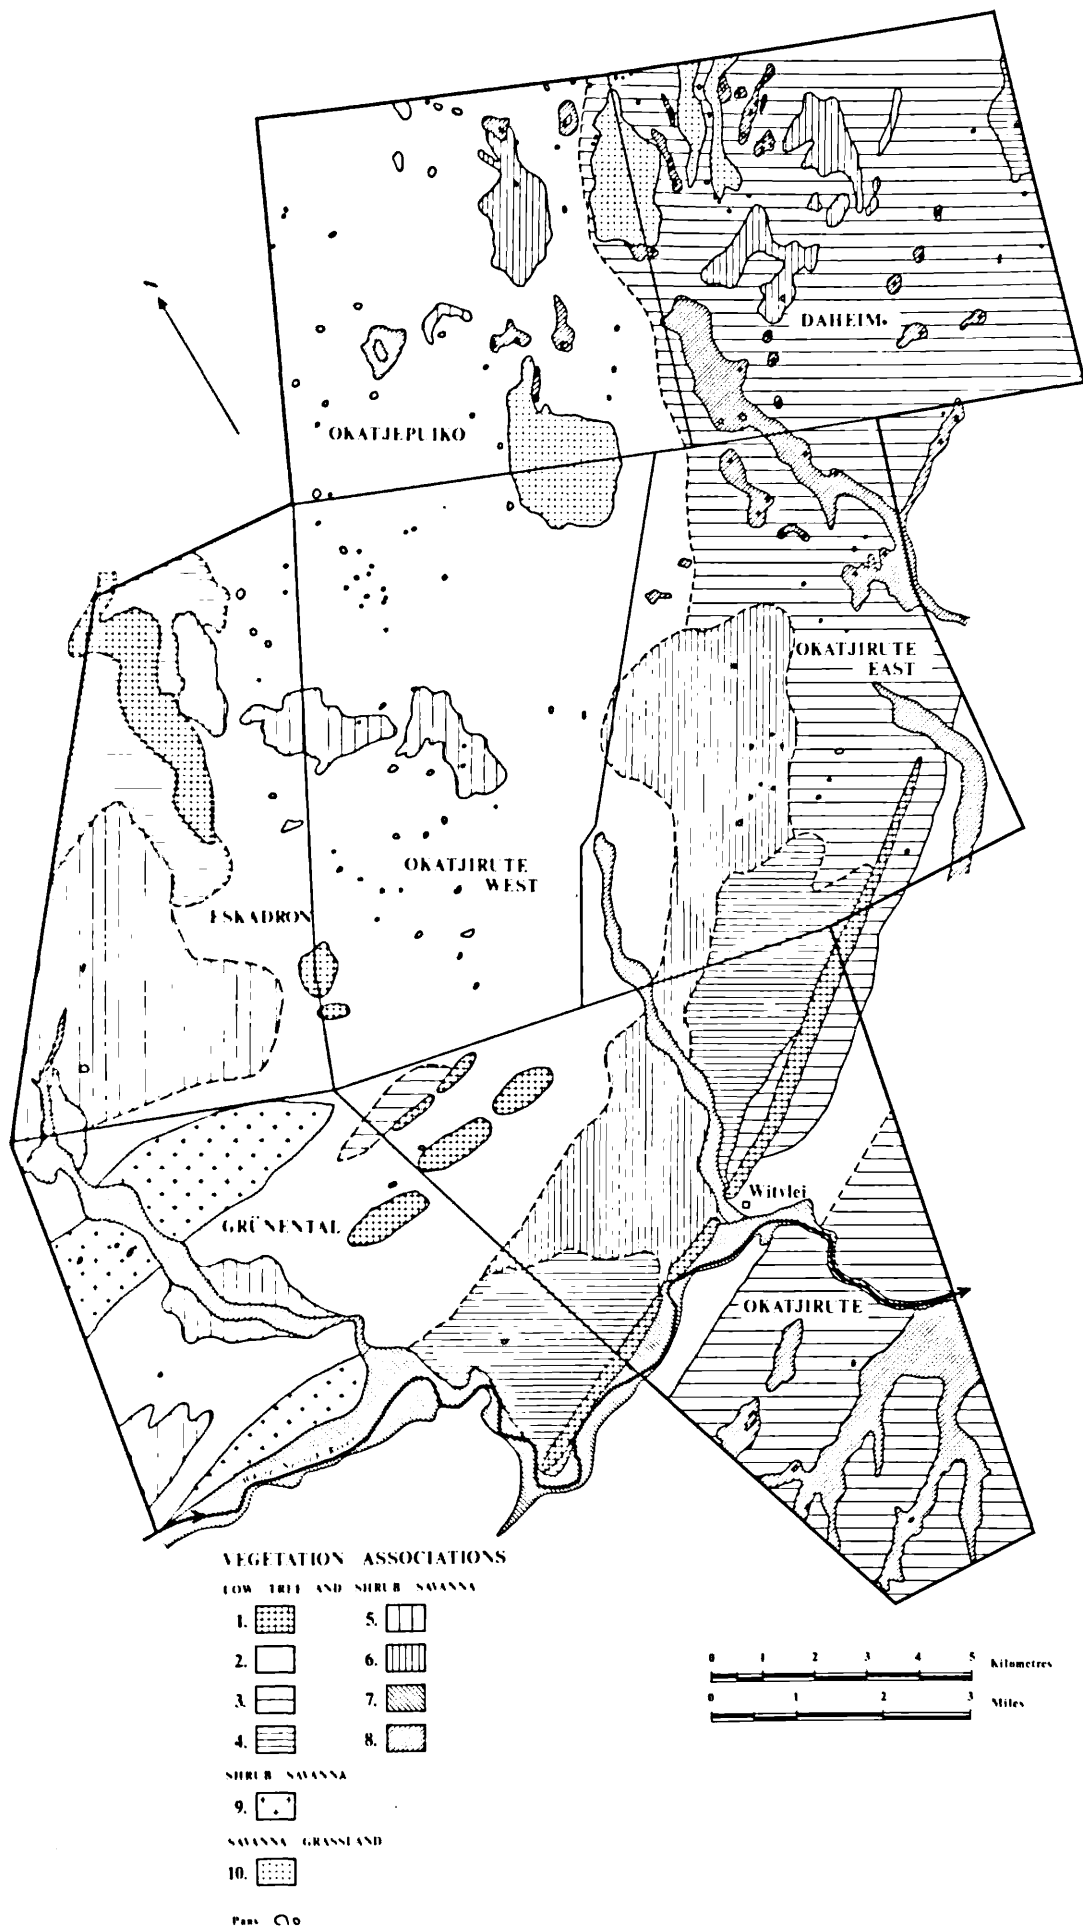 DAHEIM
OKATJEPUIKO
OKATJIRUTE
EAST
OKATJIRUTE
WEST
ESKADRON
Witvlei
GRÜNENTAL
OKATJIRUTE
VEGETATION ASSOCIATIONS
LOW TREE AND SHRUB SAVANNA
1. 5.
2. 6.
3. 7.
4. 8.
SHRUB SAVANNA
9.
SAVANNA GRASSLAND
10.
Pans
0 1 2 3 4 5 Kilometres
0 1 2 3 Miles